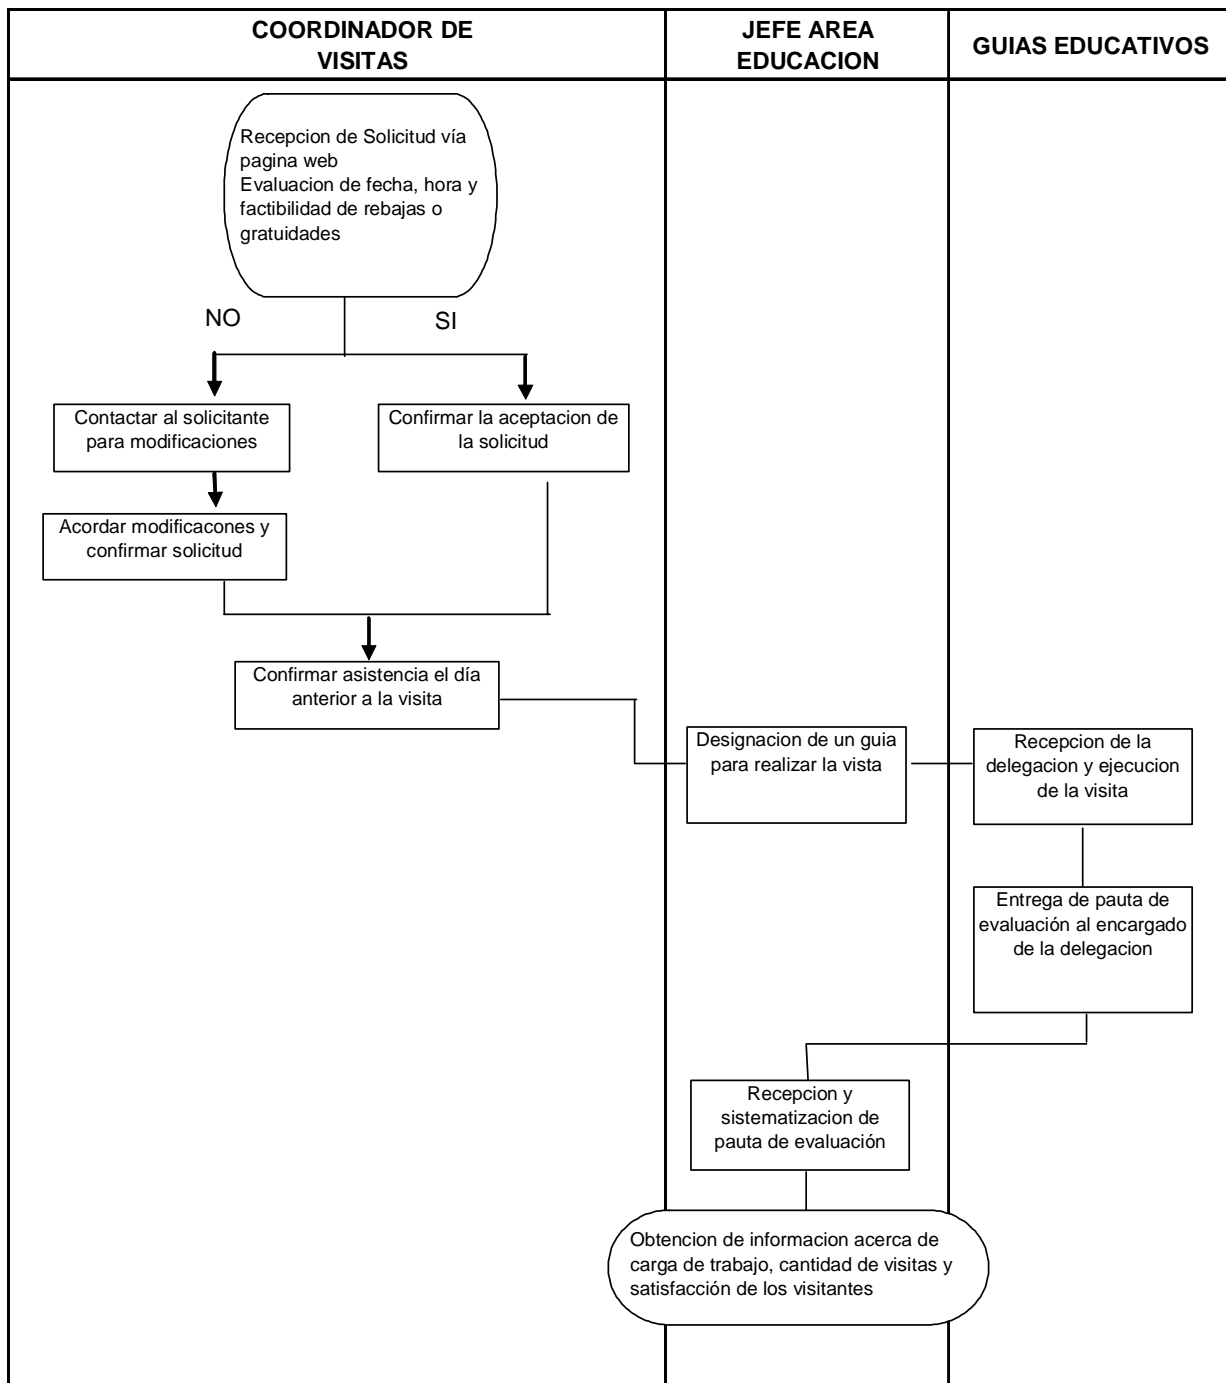 COORDINADOR DE
VISITAS
JEFE AREA
EDUCACION
GUIAS EDUCATIVOS
Recepcion de Solicitud vía
pagina web
Evaluacion de fecha, hora y
factibilidad de rebajas o
gratuidades
NO
SI
Contactar al solicitante
para modificaciones
Confirmar la aceptacion de
la solicitud
Acordar modificacones y
confirmar solicitud
Confirmar asistencia el día
anterior a la visita
Designacion de un guia
para realizar la vista
Recepcion de la
delegacion y ejecucion
de la visita
Entrega de pauta de
evaluación al encargado
de la delegacion
Recepcion y
sistematizacion de
pauta de evaluación
Obtencion de informacion acerca de
carga de trabajo, cantidad de visitas y
satisfacción de los visitantes